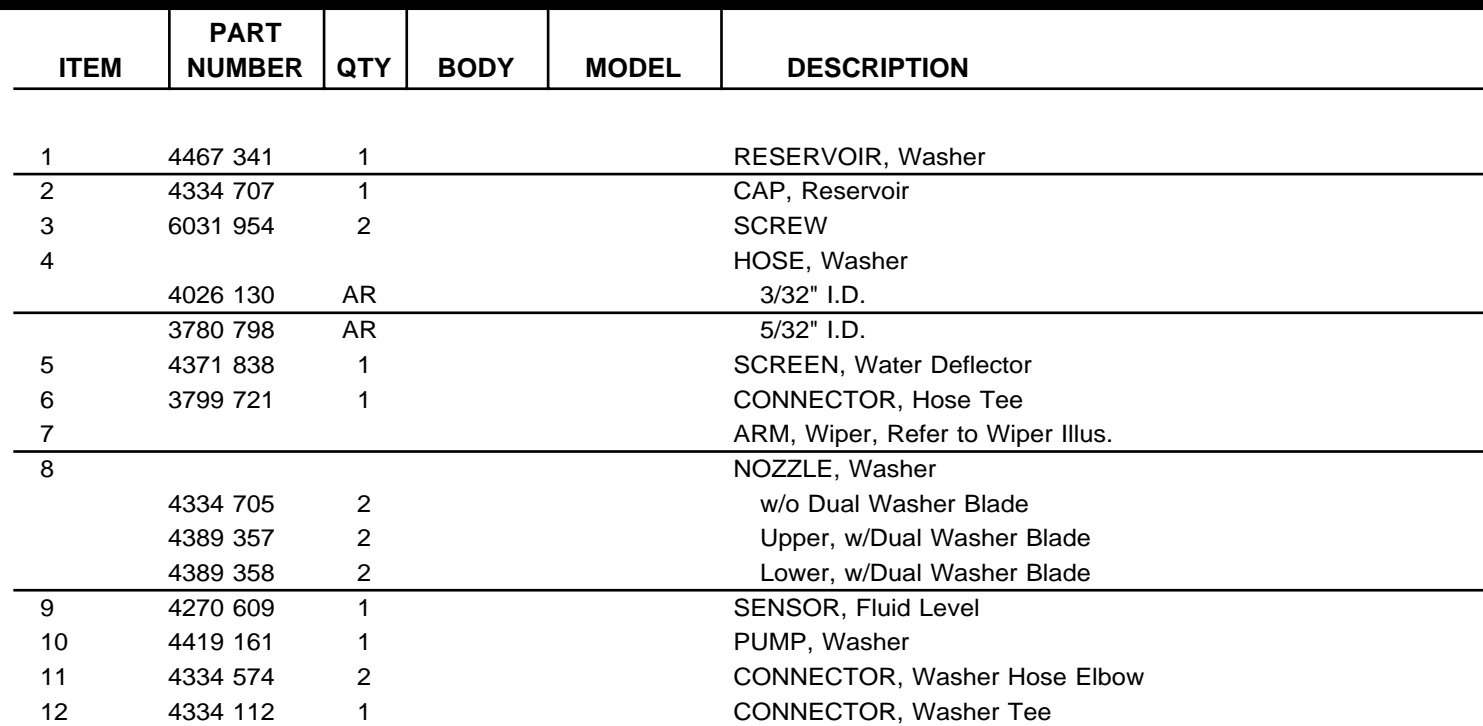 PART
ITEM NUMBER QTY BODY MODEL DESCRIPTION
1 4467 341 1 RESERVOIR, Washer
2 4334 707 1 CAP, Reservoir
3 6031 954 2 SCREW
4 HOSE, Washer
4026 130 AR 3/32" I.D.
3780 798 AR 5/32" I.D.
5 4371 838 1 SCREEN, Water Deflector
6 3799 721 1 CONNECTOR, Hose Tee
7 ARM, Wiper, Refer to Wiper Illus.
8 NOZZLE, Washer
4334 705 2 w/o Dual Washer Blade
4389 357 2 Upper, w/Dual Washer Blade
4389 358 2 Lower, w/Dual Washer Blade
9 4270 609 1 SENSOR, Fluid Level
10 4419 161 1 PUMP, Washer
11 4334 574 2 CONNECTOR, Washer Hose Elbow
12 4334 112 1 CONNECTOR, Washer Tee